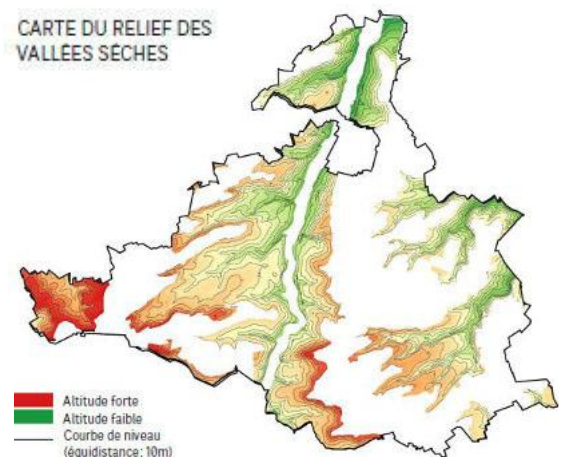 CARTE DU RELIEF DES
VALLÉES SÈCHES
Altitude forte
Altitude faible
Courbe de niveau
(équidistance: 10m)